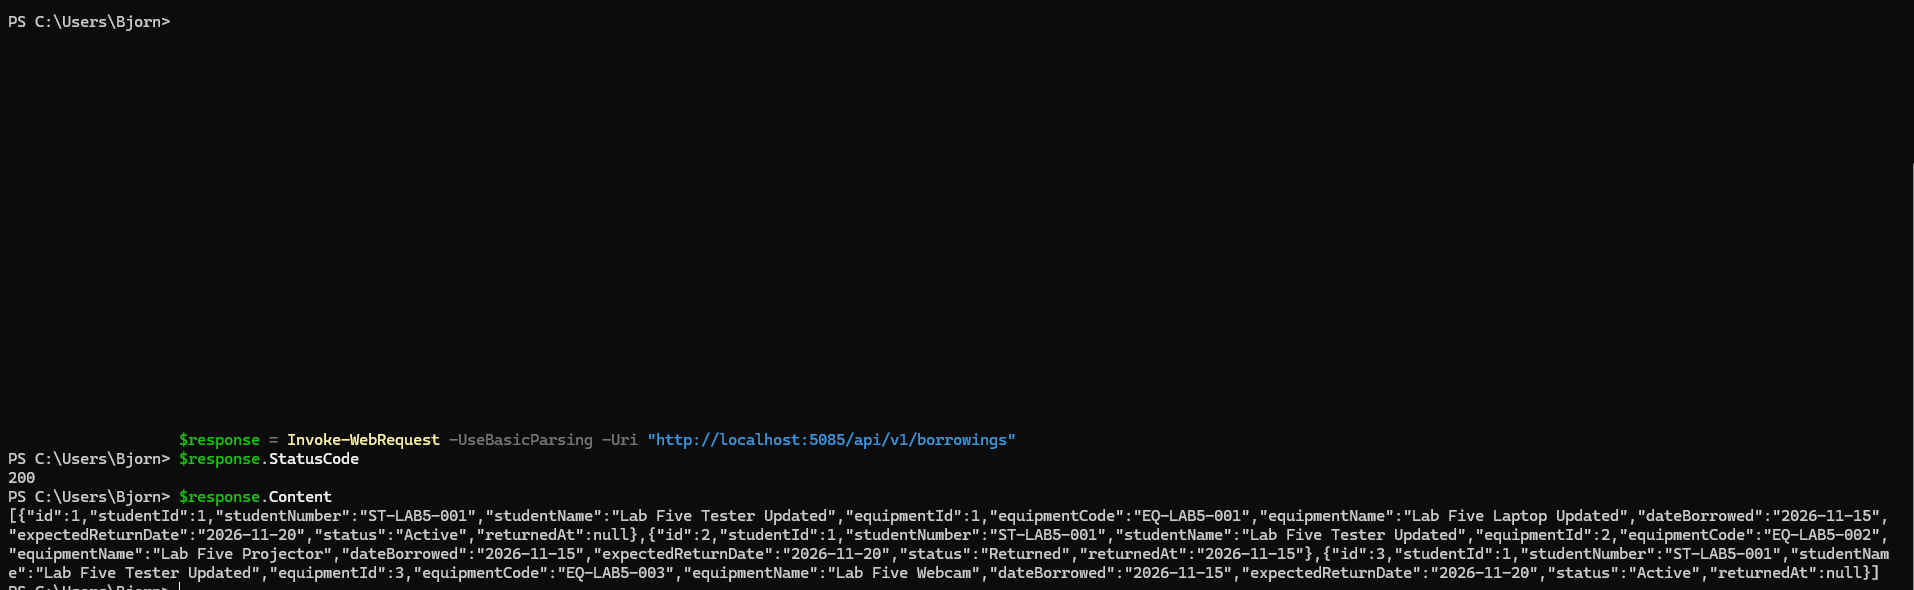 PS C:\Users\Bjorn>
$response = Invoke-WebRequest -UseBasicParsing -Uri "http://localhost:5085/api/v1/borrowings"
PS C:\Users\Bjorn> $response.StatusCode
200
PS C:\Users\Bjorn> $response.Content
[{"id":1,"studentId":1,"studentNumber":"ST-LAB5-001","studentName":"Lab Five Tester Updated","equipmentId":1,"equipmentCode":"EQ-LAB5-001","equipmentName":"Lab Five Laptop Updated","dateBorrowed":"2026-11-15",
"expectedReturnDate":"2026-11-20","status":"Active","returnedAt":null},{"id":2,"studentId":1,"studentNumber":"ST-LAB5-001","studentName":"Lab Five Tester Updated","equipmentId":2,"equipmentCode":"EQ-LAB5-002",
"equipmentName":"Lab Five Projector","dateBorrowed":"2026-11-15","expectedReturnDate":"2026-11-20","status":"Returned","returnedAt":"2026-11-15"},{"id":3,"studentId":1,"studentNumber":"ST-LAB5-001","studentNam
e":"Lab Five Tester Updated","equipmentId":3,"equipmentCode":"EQ-LAB5-003","equipmentName":"Lab Five Webcam","dateBorrowed":"2026-11-15","expectedReturnDate":"2026-11-20","status":"Active","returnedAt":null}]
PS C:\Users\Bjorn>